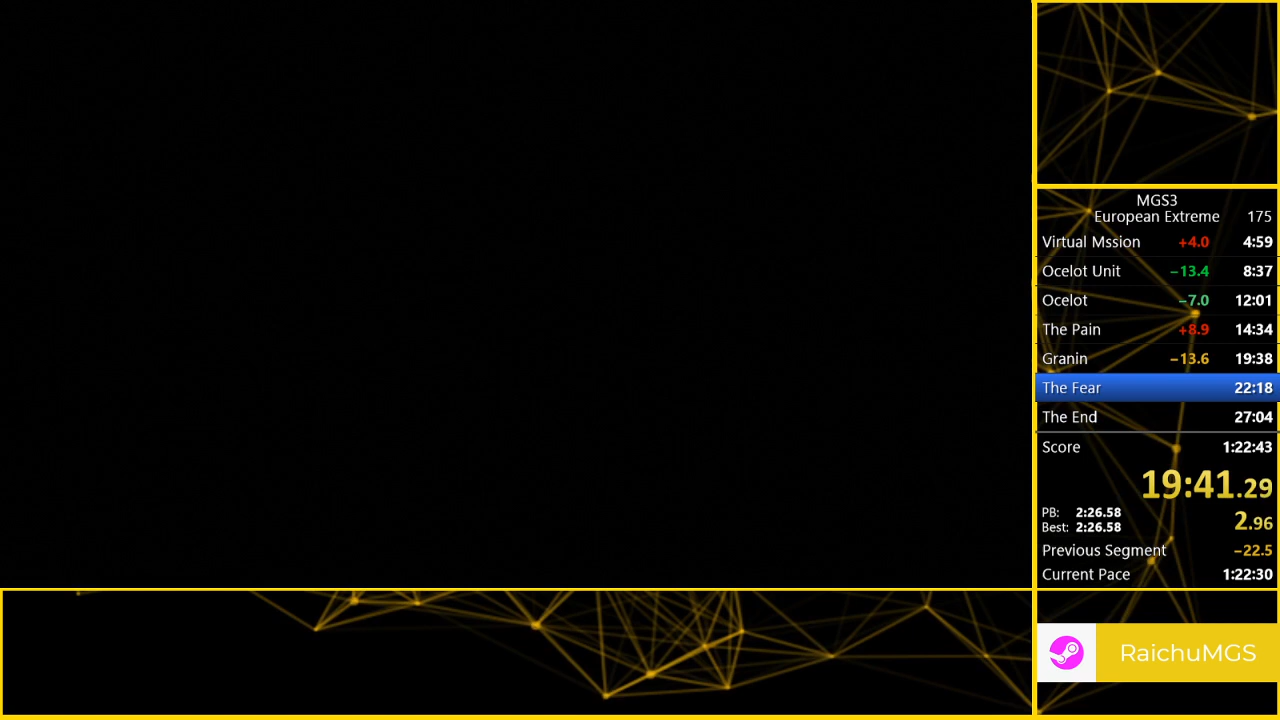 MGS3
European Extreme 175
Virtual Mssion +4.0 4:59
Ocelot Unit −13.4 8:37
Ocelot −7.0 12:01
The Pain +8.9 14:34
Granin −13.6 19:38
The Fear 22:18
The End 27:04
Score 1:22:43
19:41.29
PB: 2:26.58 2.96
Best: 2:26.58
Previous Segment −22.5
Current Pace 1:22:30
RaichuMGS